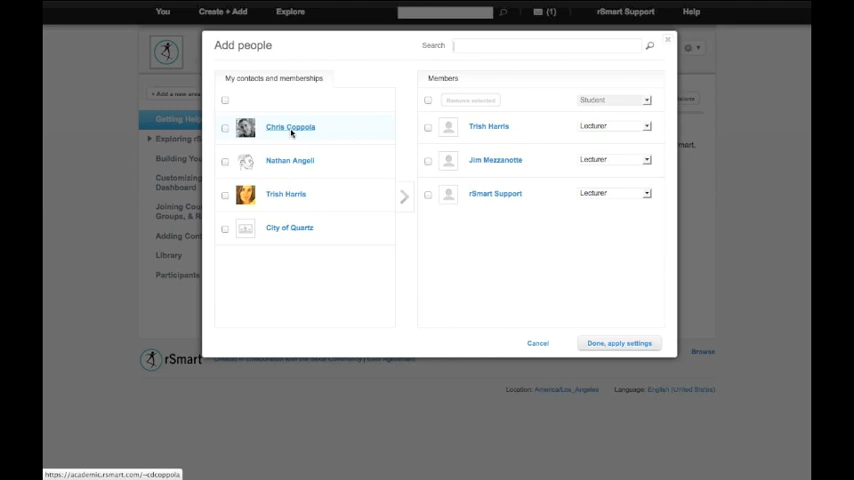 You Create + Add Explore (1) rSmart Support Help
Add people Search
My contacts and memberships Members
+ Add a new area
Remove selected Student
Getting Help
Chris Coppola Trish Harris Lecturer
Exploring rS
Building You Nathan Angell Jim Mezzanotte Lecturer
Customizing
Dashboard Trish Harris rSmart Support Lecturer
Joining Cou
Groups, & R
City of Quartz
Adding Cont
Library
Participants
Cancel Done, apply settings
rSmart Browse
Location: America/Los_Angeles Language: English (United States)
https://academic.rsmart.com/~cdcoppola